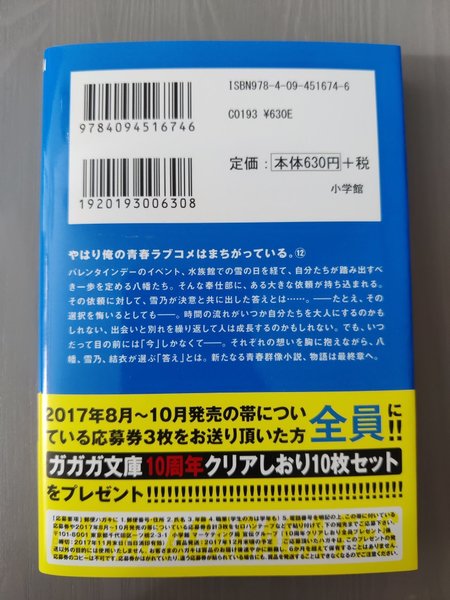 ISBN978-4-09-451674-6
9784094516746
C0193 ¥630E
定価：本体630円＋税
1920193006308
小学館
やはり俺の青春ラブコメはまちがっている。⑫
バレンタインデーのイベント、水族館での雪の日を経て、自分たちが踏み出すべ
き一歩を定める八幡たち。そんな奉仕部に、ある大きな依頼が持ち込まれる。
その依頼に対して、雪乃が決意と共に出した答えとは……。――たとえ、その
選択を悔いるとしても――。時間の流れがいつか自分たちを大人にするのかも
しれない、出会いと別れを繰り返して人は成長するのかもしれない。でも、いつ
だって目の前には「今」しかなくて――。それぞれの想いを胸に抱えながら、八
幡、雪乃、結衣が選ぶ「答え」とは。新たなる青春群像小説、物語は最終章へ。
2017年8月～10月発売の帯につい
ている応募券3枚をお送り頂いた方全員に!!
ガガガ文庫10周年クリアしおり10枚セット
をプレゼント!!!!!!!!!!!!!!!!!!!!